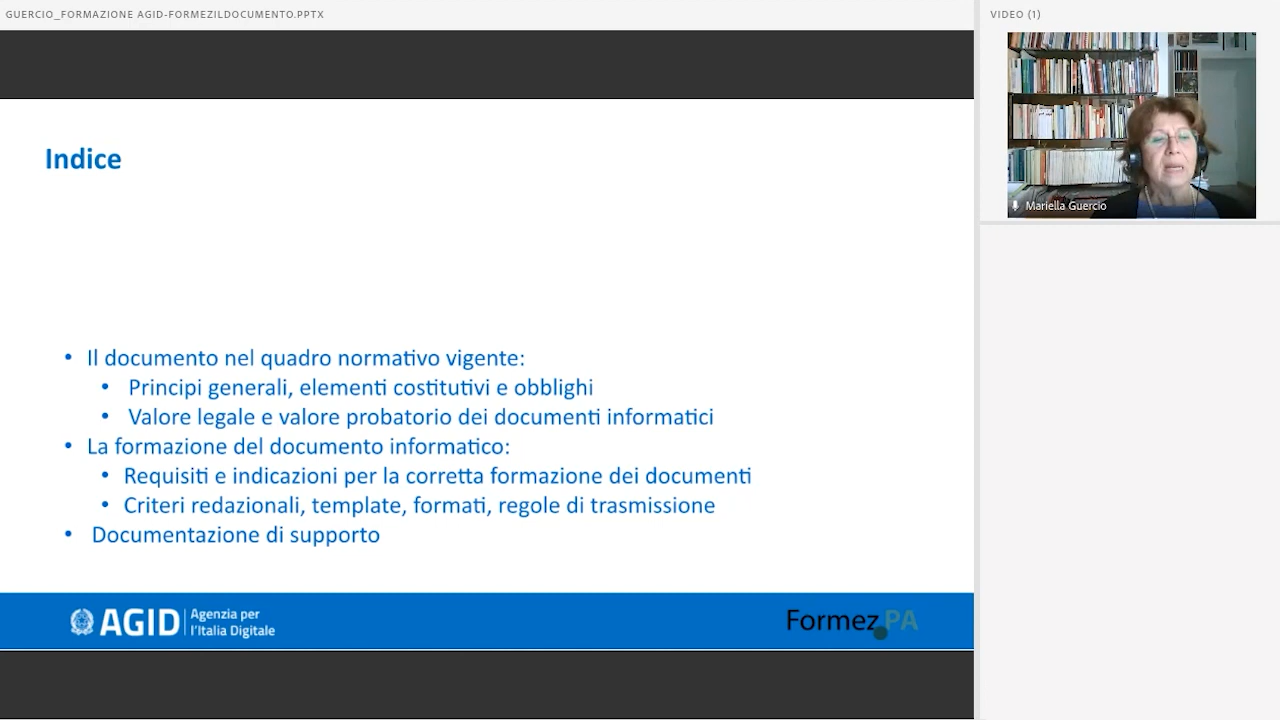 GUERCIO_FORMAZIONE AGID-FORMEZILDOCUMENTO.PPTX
VIDEO (1)
Mariella Guercio
Indice
• Il documento nel quadro normativo vigente:
• Principi generali, elementi costitutivi e obblighi
• Valore legale e valore probatorio dei documenti informatici
• La formazione del documento informatico:
• Requisiti e indicazioni per la corretta formazione dei documenti
• Criteri redazionali, template, formati, regole di trasmissione
• Documentazione di supporto
AGID
Agenzia per
l'Italia Digitale
Formez PA